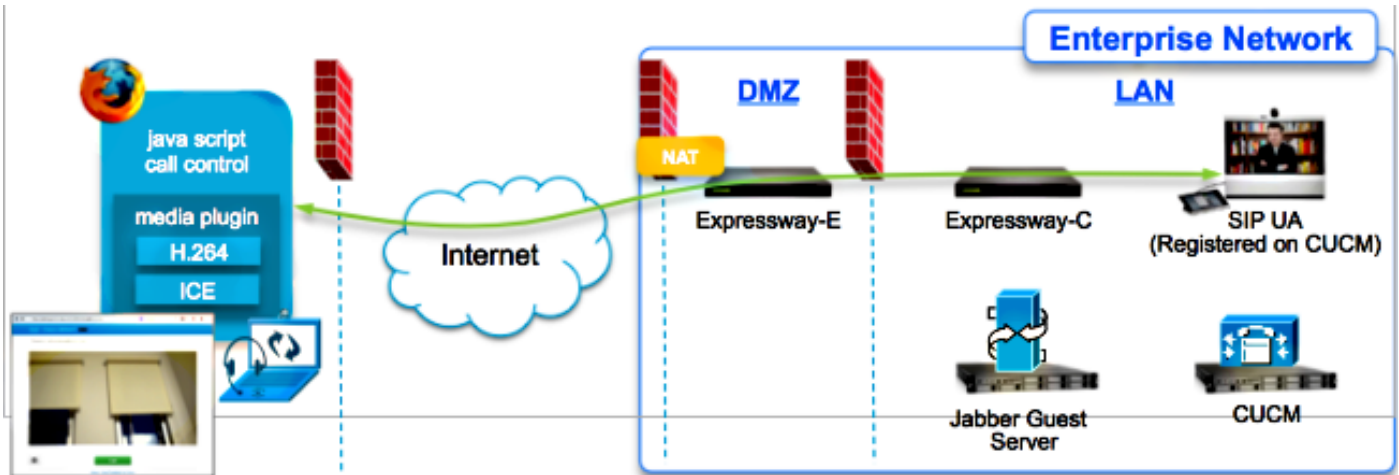 Enterprise Network
DMZ
LAN
java script
call control
NAT
media plugin
H.264
ICE
Internet
Expressway-E
Expressway-C
SIP UA
(Registered on CUCM)
Jabber Guest
Server
CUCM